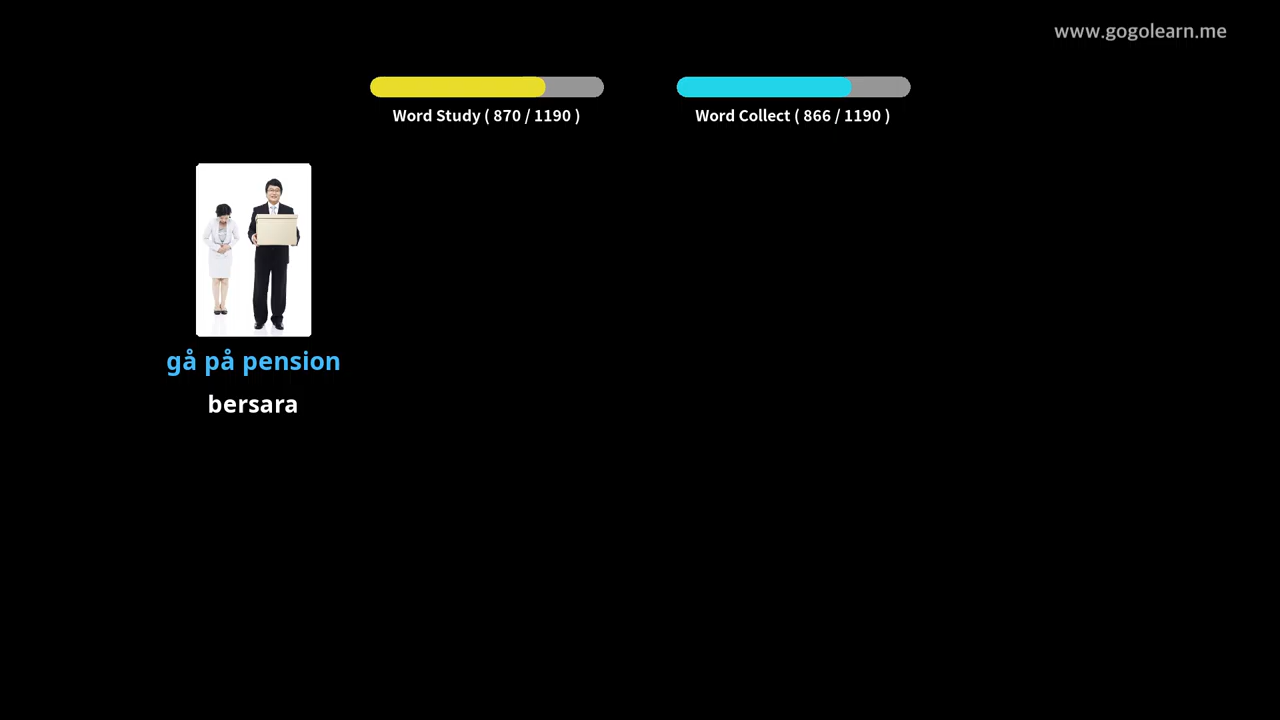 www.gogolearn.me
Word Study ( 870 / 1190 )
Word Collect ( 866 / 1190 )
gå på pension
bersara